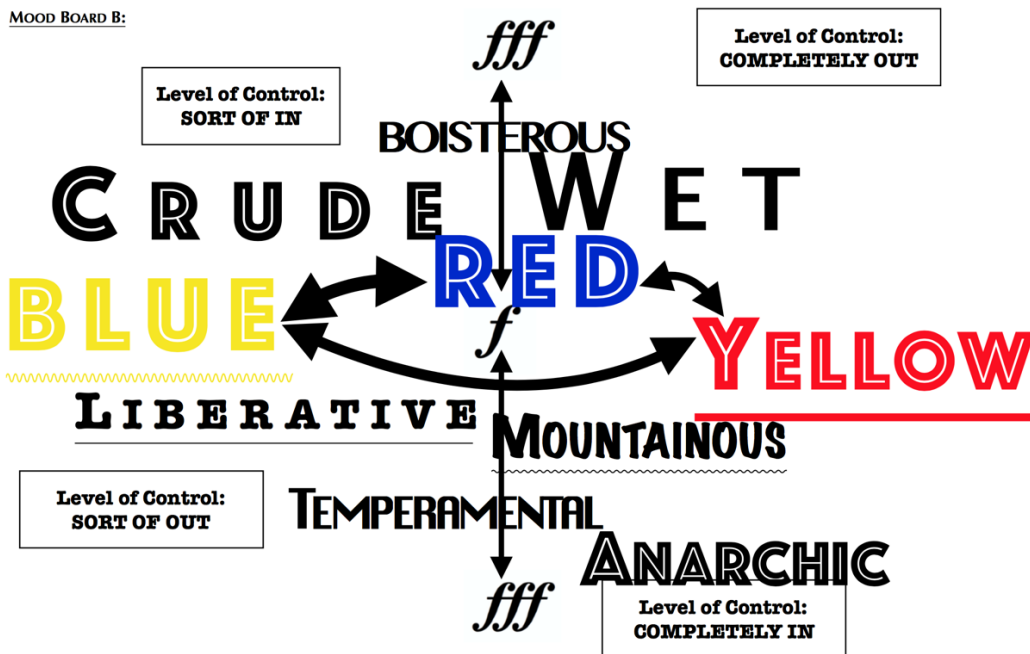 MOOD BOARD B:
fff
Level of Control:
COMPLETELY OUT
Level of Control:
SORT OF IN
BOISTEROUS
CRUDE
WET
RED
BLUE
f
YELLOW
LIBERATIVE
MOUNTAINOUS
Level of Control:
SORT OF OUT
TEMPERAMENTAL
ANARCHIC
fff
Level of Control:
COMPLETELY IN